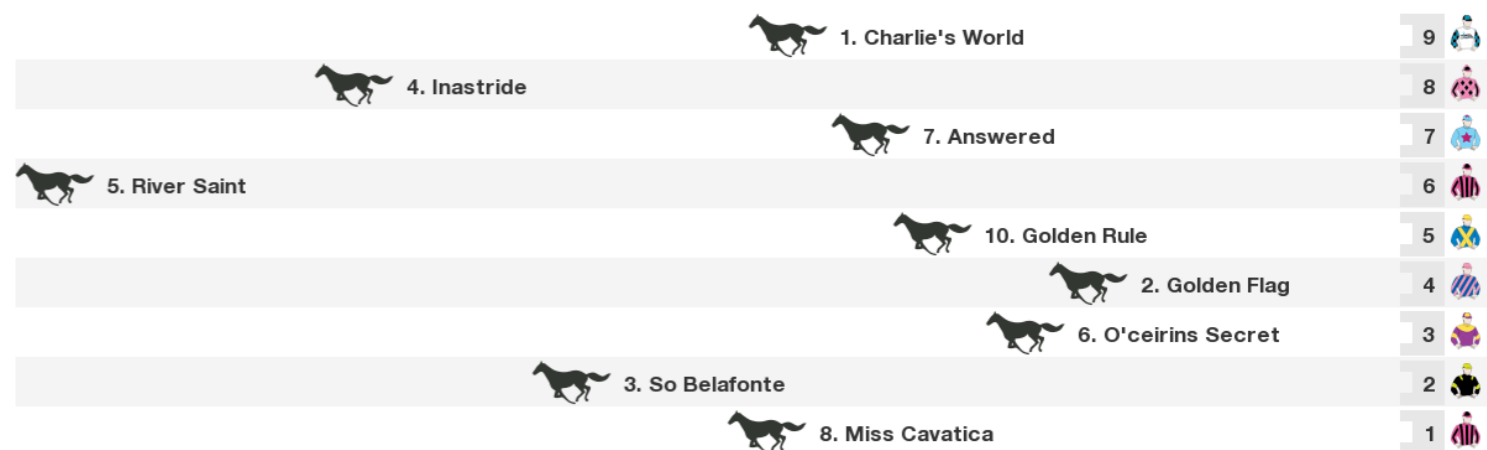 1. Charlie's World 9
4. Inastride 8
7. Answered 7
5. River Saint 6
10. Golden Rule 5
2. Golden Flag 4
6. O'ceirins Secret 3
3. So Belafonte 2
8. Miss Cavatica 1